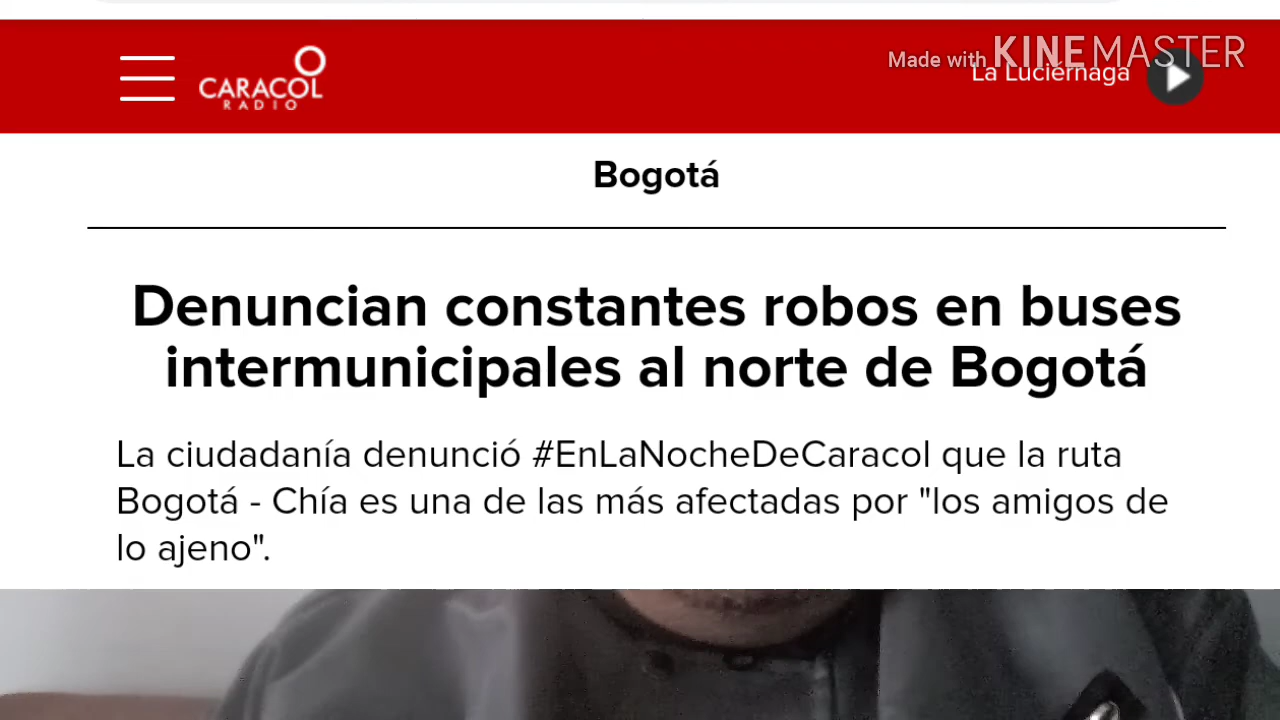 Made with KINEMASTER
CARACOL
RADIO
La Luciérnaga
Bogotá
Denuncian constantes robos en buses
intermunicipales al norte de Bogotá
La ciudadanía denunció #EnLaNocheDeCaracol que la ruta
Bogotá - Chía es una de las más afectadas por "los amigos de
lo ajeno".